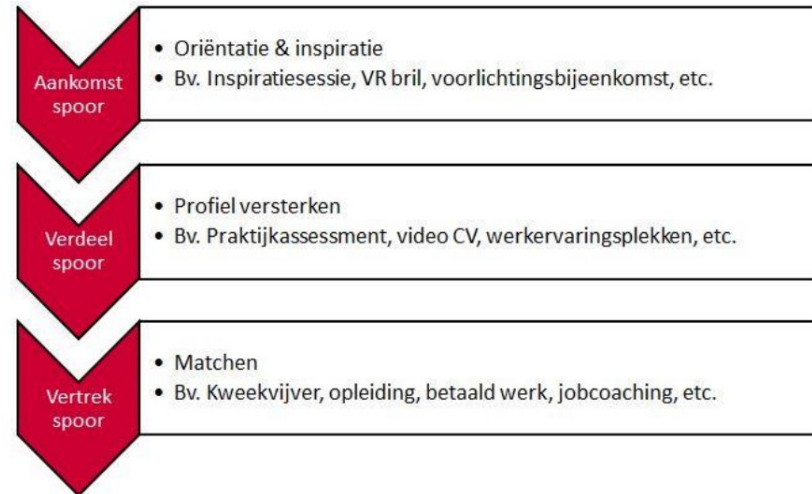 Aankomst
spoor
• Oriëntatie & inspiratie
• Bv. Inspiratiesessie, VR bril, voorlichtingsbijeenkomst, etc.
Verdeel
spoor
• Profiel versterken
• Bv. Praktijkassessment, video CV, werkervaringsplekken, etc.
Vertrek
spoor
• Matchen
• Bv. Kweekvijver, opleiding, betaald werk, jobcoaching, etc.